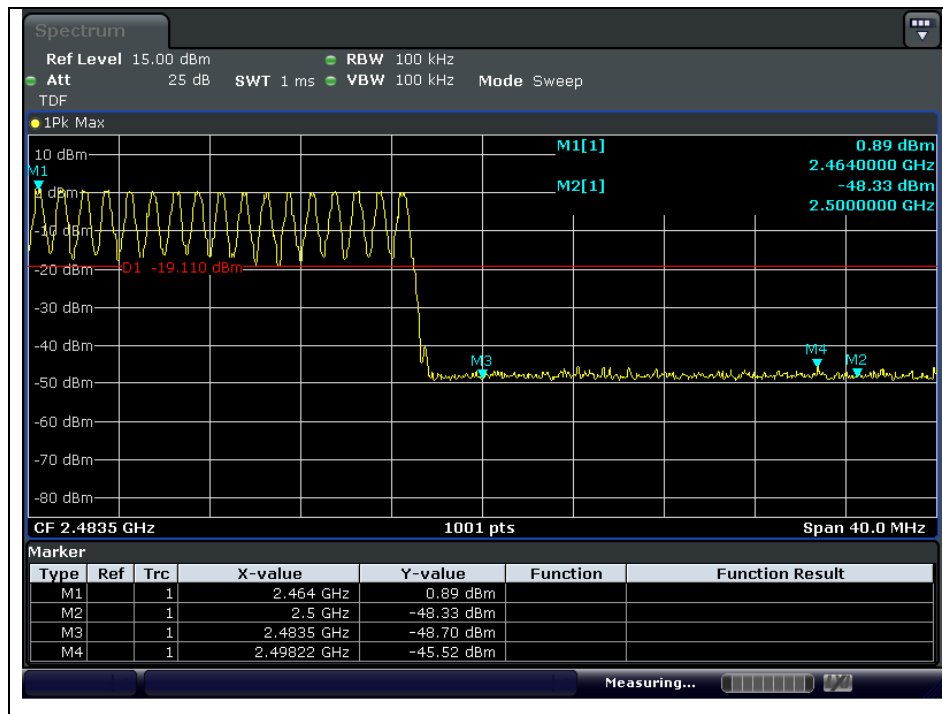 Spectrum
Ref Level 15.00 dBm RBW 100 kHz
Att 25 dB SWT 1 ms VBW 100 kHz Mode Sweep
TDF
1Pk Max
M1[1] 0.89 dBm
2.4640000 GHz
M2[1] -48.33 dBm
2.5000000 GHz
10 dBm
M1
dBm
-10 dBm
-20 dBm
D1 -19.110 dBm
-30 dBm
-40 dBm
M3
M4
M2
-50 dBm
-60 dBm
-70 dBm
-80 dBm
CF 2.4835 GHz 1001 pts Span 40.0 MHz
Marker
Type Ref Trc X-value Y-value Function Function Result
M1 1 2.464 GHz 0.89 dBm
M2 1 2.5 GHz -48.33 dBm
M3 1 2.4835 GHz -48.70 dBm
M4 1 2.49822 GHz -45.52 dBm
Measuring...